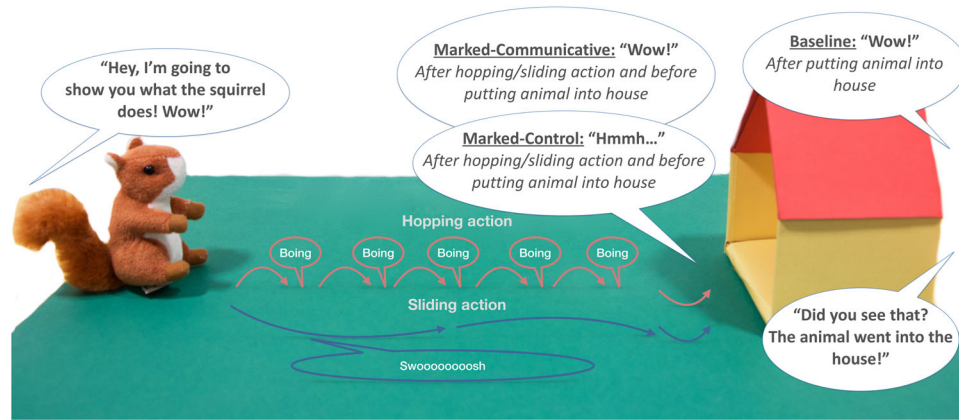 "Hey, I'm going to
show you what the squirrel
does! Wow!"
Marked-Communicative: "Wow!"
After hopping/sliding action and before
putting animal into house
Baseline: "Wow!"
After putting animal into
house
Marked-Control: "Hmmh…"
After hopping/sliding action and before
putting animal into house
Hopping action
Boing Boing Boing Boing Boing
Sliding action
Swooooooooosh
"Did you see that?
The animal went into the
house!"